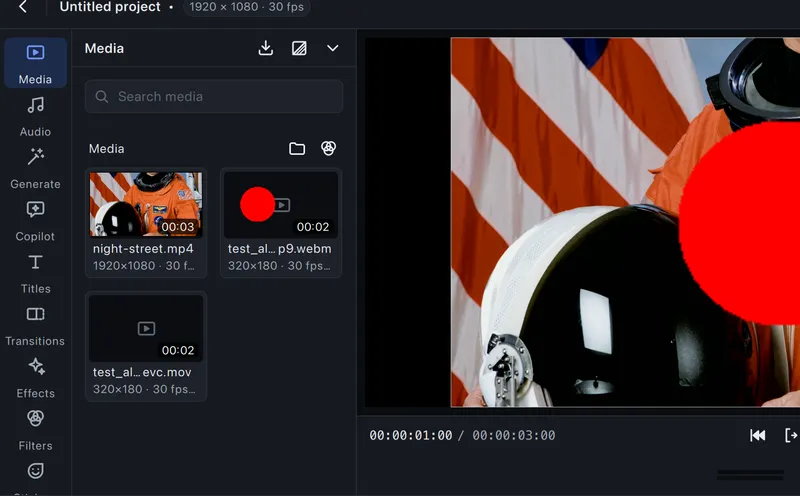 Untitled project • 1920 × 1080 · 30 fps
Media
Media
Audio
Generate
Copilot
Titles
Transitions
Effects
Filters
Search media
Media
00:03
night-street.mp4
1920×1080 · 30 f...
00:02
test_al... p9.webm
320×180 · 30 fps...
00:02
test_al... evc.mov
320×180 · 30 fps...
00:00:01:00 / 00:00:03:00